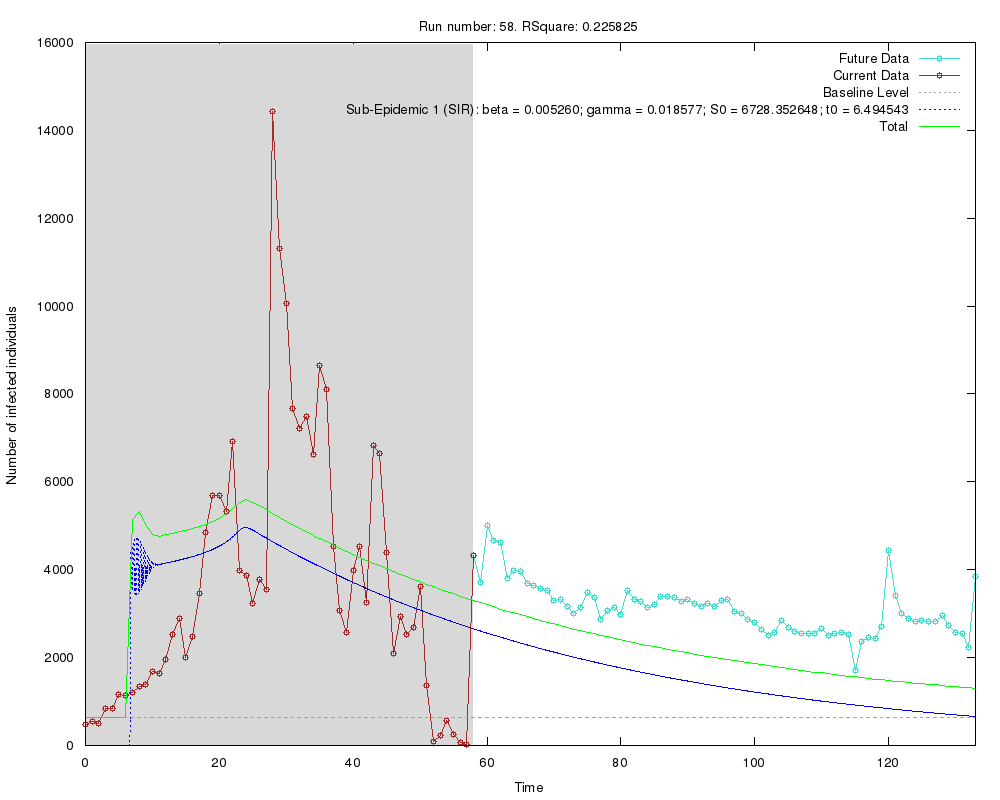 Run number: 58. RSquare: 0.225825
16000
14000
12000
10000
8000
6000
4000
2000
0
Number of infected individuals
Future Data
Current Data
Baseline Level
Sub-Epidemic 1 (SIR): beta = 0.005260; gamma = 0.018577; S0 = 6728.352648; t0 = 6.494543
Total
0 20 40 60 80 100 120
Time